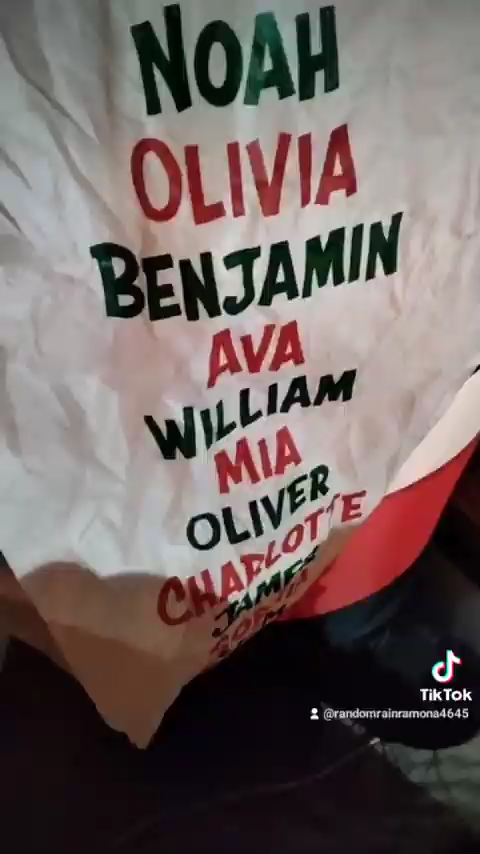 NOAH
OLIVIA
BENJAMIN
AVA
WILLIAM
MIA
OLIVER
CHARLOTTE
JAMES
TikTok
@randomrainramona4645